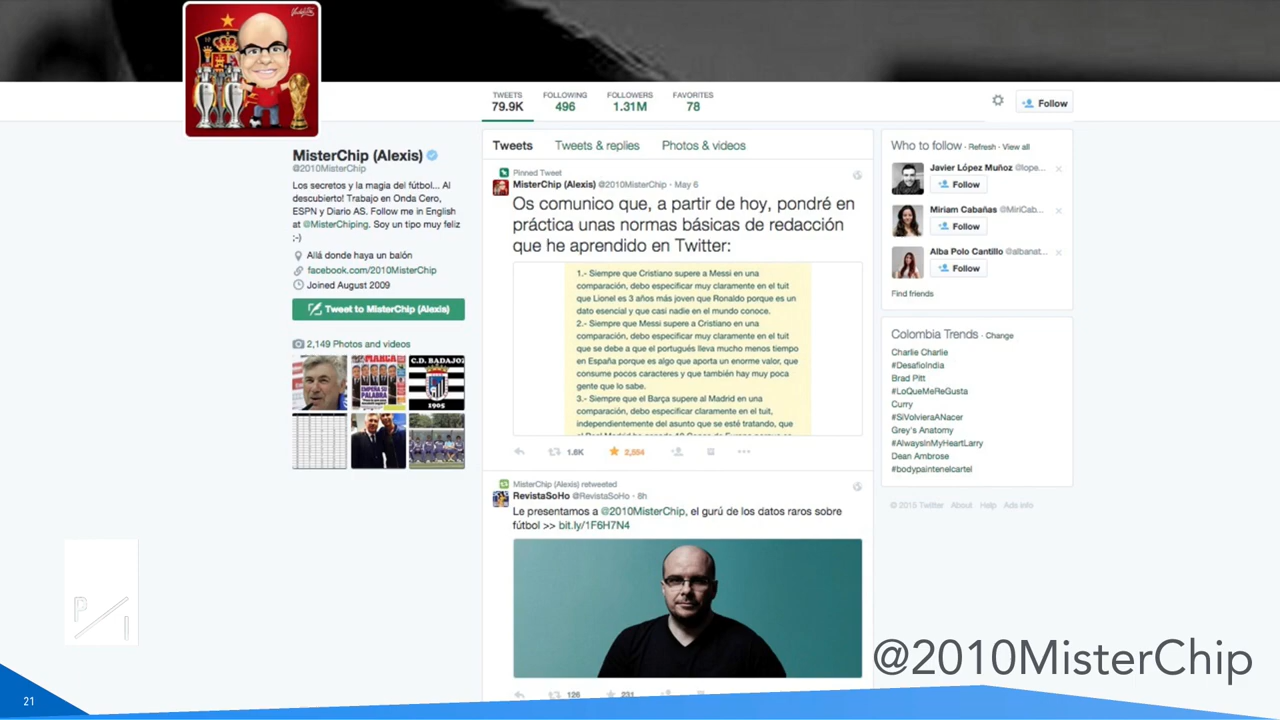 TWEETS
79.9K
FOLLOWING
496
FOLLOWERS
1.31M
FAVORITES
78
Follow
MisterChip (Alexis)
@2010MisterChip
Los secretos y la magia del fútbol... Al
descubierto! Trabajo en Onda Cero,
ESPN y Diario AS. Follow me in English
at @MisterChiping. Soy un tipo muy feliz
;-)
Allá donde haya un balón
facebook.com/2010MisterChip
Joined August 2009
Tweet to MisterChip (Alexis)
2,149 Photos and videos
MARCA
EMPEÑA SU
PALABRA
C.D. BADAJOZ
1905
Tweets
Tweets & replies
Photos & videos
Pinned Tweet
MisterChip (Alexis) @2010MisterChip · May 6
Os comunico que, a partir de hoy, pondré en
práctica unas normas básicas de redacción
que he aprendido en Twitter:
1.- Siempre que Cristiano supere a Messi en una
comparación, debo especificar muy claramente en el tuit
que Lionel es 3 años más joven que Ronaldo porque es un
dato esencial y que casi nadie en el mundo conoce.
2.- Siempre que Messi supere a Cristiano en una
comparación, debo especificar muy claramente en el tuit
que se debe a que el portugués lleva mucho menos tiempo
en España porque es algo que aporta un enorme valor, que
consume pocos caracteres y que también hay muy poca
gente que lo sabe.
3.- Siempre que el Barça supere al Madrid en una
comparación, debo especificar claramente en el tuit,
independientemente del asunto que se esté tratando, que
1.6K
2,554
MisterChip (Alexis) retweeted
RevistaSoHo @RevistaSoHo · 6h
Le presentamos a @2010MisterChip, el gurú de los datos raros sobre
fútbol >> bit.ly/1F6H7N4
126
231
Who to follow · Refresh · View all
Javier López Muñoz @lope...
Follow
Miriam Cabañas @MiriCab...
Follow
Alba Polo Cantillo @albanat...
Follow
Find friends
Colombia Trends · Change
Charlie Charlie
#DesafioIndia
Brad Pitt
#LoQueMeReGusta
Curry
#SiVolvieraANacer
Grey's Anatomy
#AlwaysInMyHeartLarry
Dean Ambrose
#bodypaintenelcartel
© 2015 Twitter About Help Ads info
P/I
@2010MisterChip
21